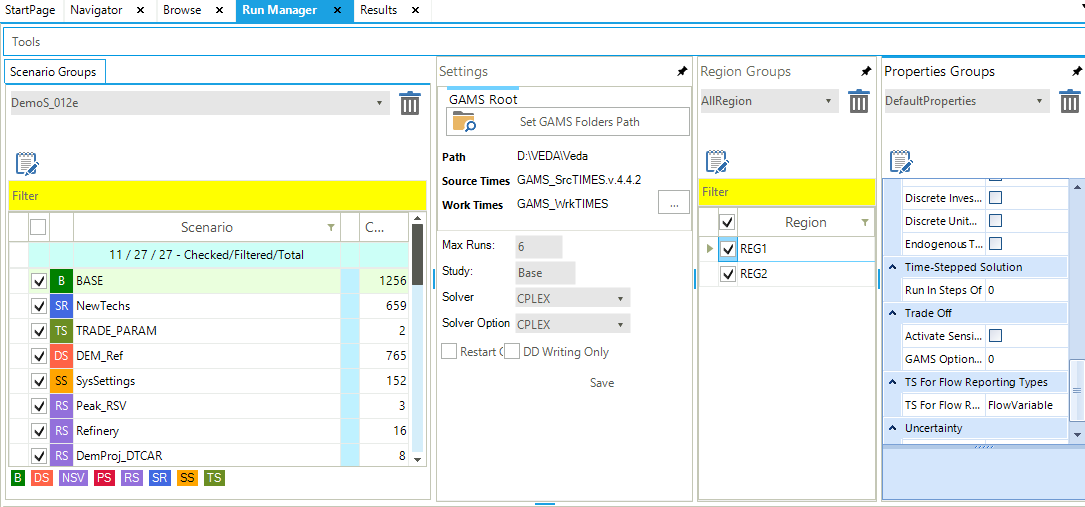 StartPage Navigator Browse Run Manager Results
Tools
Scenario Groups
DemoS_012e
Filter
Scenario C...
11 / 27 / 27 - Checked/Filtered/Total
B BASE 1256
SR NewTechs 659
TS TRADE_PARAM 2
DS DEM_Ref 765
SS SysSettings 152
RS Peak_RSV 3
RS Refinery 16
RS DemProj_DTCAR 8
B DS NSV PS RS SR SS TS
Settings
GAMS Root
Set GAMS Folders Path
Path D:\VEDA\Veda
Source Times GAMS_SrcTIMES.v.4.4.2
Work Times GAMS_WrkTIMES ...
Max Runs: 6
Study: Base
Solver CPLEX
Solver Option CPLEX
Restart DD Writing Only
Save
Region Groups
AllRegion
Filter
Region
REG1
REG2
Properties Groups
DefaultProperties
Discrete Inves...
Discrete Unit...
Endogenous T...
Time-Stepped Solution
Run In Steps Of 0
Trade Off
Activate Sensi...
GAMS Option... 0
TS For Flow Reporting Types
TS For Flow R... FlowVariable
Uncertainty